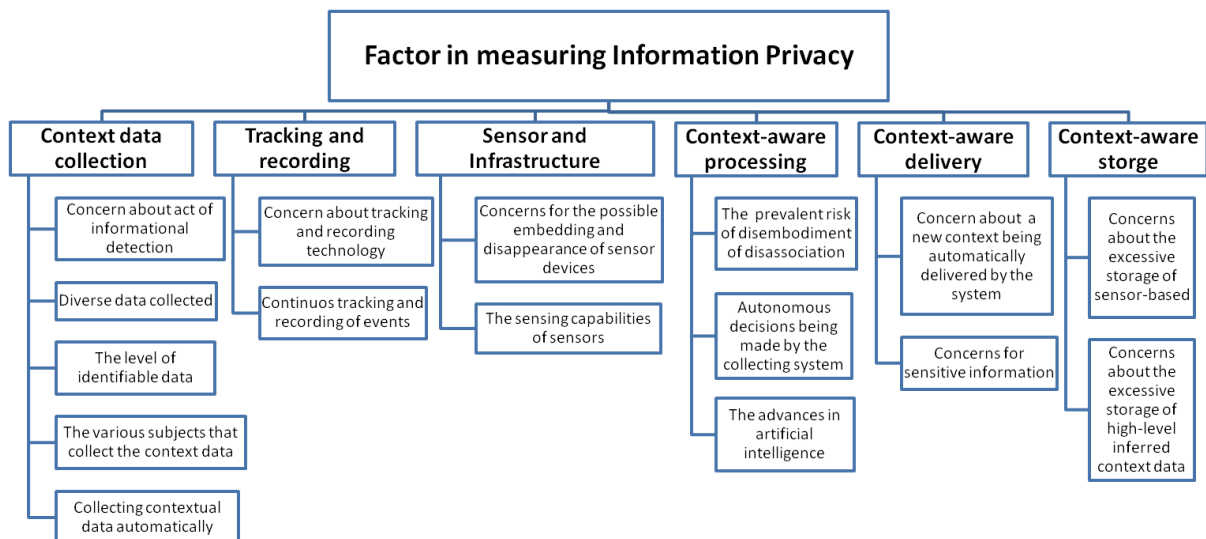 Factor in measuring Information Privacy
Context data
collection
Concern about act of
informational
detection
Diverse data collected
The level of
identifiable data
The various subjects that
collect the context data
Collecting contextual
data automatically
Tracking and
recording
Concern about tracking
and recording
technology
Continuos tracking and
recording of events
Sensor and
Infrastructure
Concerns for the possible
embedding and
disappearance of sensor
devices
The sensing capabilities
of sensors
Context-aware
processing
The prevalent risk
of disembodiment
of disassociation
Autonomous
decisions being
made by the
collecting system
The advances in
artificial
intelligence
Context-aware
delivery
Concern about a
new context being
automatically
delivered by the
system
Concerns for
sensitive information
Context-aware
storge
Concerns
about the
excessive
storage of
sensor-based
Concerns
about the
excessive
storage of
high-level
inferred
context data